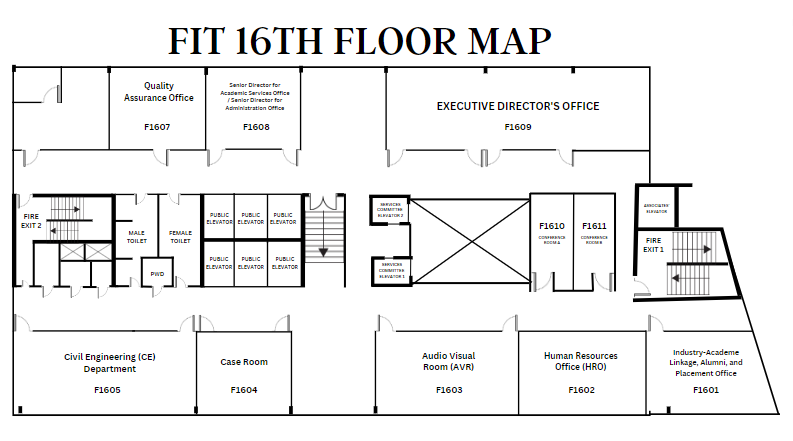 FIT 16TH FLOOR MAP
Quality
Assurance Office
F1607
Senior Director for
Academic Services Office
/ Senior Director for
Administration Office
F1608
EXECUTIVE DIRECTOR'S OFFICE
F1609
FIRE
EXIT 2
MALE
TOILET
FEMALE
TOILET
PWD
PUBLIC
ELEVATOR
PUBLIC
ELEVATOR
PUBLIC
ELEVATOR
PUBLIC
ELEVATOR
PUBLIC
ELEVATOR
PUBLIC
ELEVATOR
SERVICES
COMMITTEE
ELEVATOR 2
SERVICES
COMMITTEE
ELEVATOR 1
F1610
CONFERENCE
ROOM A
F1611
CONFERENCE
ROOM B
ASSOCIATES'
ELEVATOR
FIRE
EXIT 1
Civil Engineering (CE)
Department
F1605
Case Room
F1604
Audio Visual
Room (AVR)
F1603
Human Resources
Office (HRO)
F1602
Industry-Academe
Linkage, Alumni, and
Placement Office
F1601